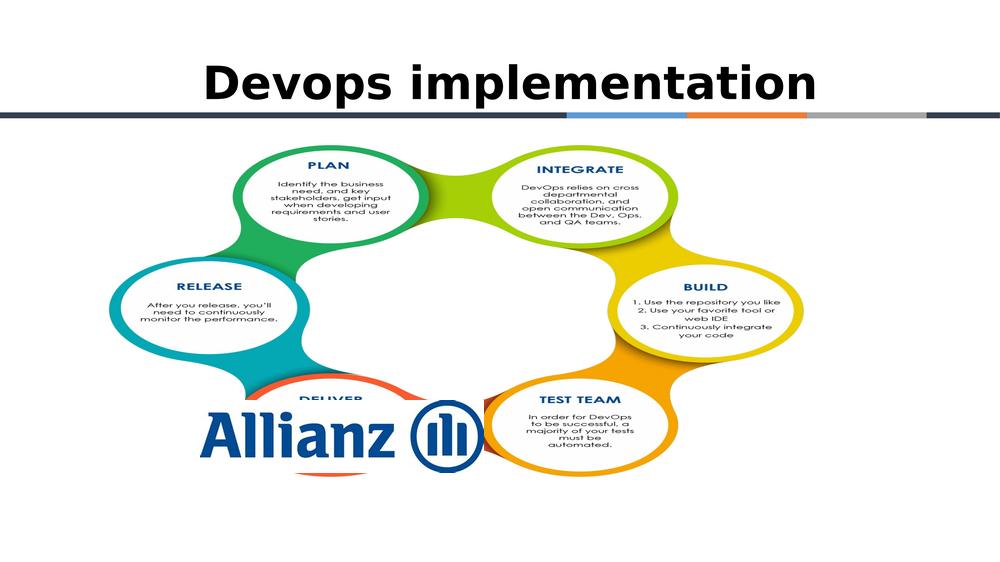 Devops implementation
PLAN
Identify the business
need, and key
stakeholders, get input
when developing
requirements and user
stories.
INTEGRATE
DevOps relies on cross
departmental
collaboration, and
open communication
between the Dev, Ops,
and QA teams.
BUILD
1. Use the repository you like
2. Use your favorite tool or
web IDE
3. Continuously integrate
your code
TEST TEAM
In order for DevOps
to be successful, a
majority of your tests
must be
automated.
DELIVER
Allianz
RELEASE
After you release, you'll
need to continuously
monitor the performance.